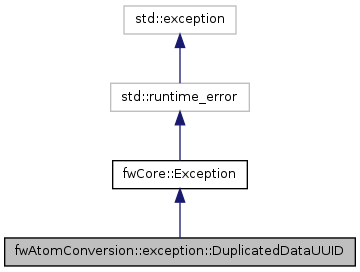 std::exception
std::runtime_error
fwCore::Exception
fwAtomConversion::exception::DuplicatedDataUUID